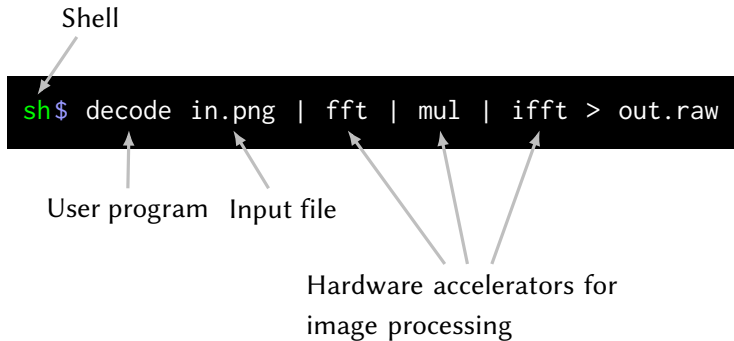 Shell
sh$ decode in.png | fft | mul | ifft > out.raw
User program
Input file
Hardware accelerators for
image processing